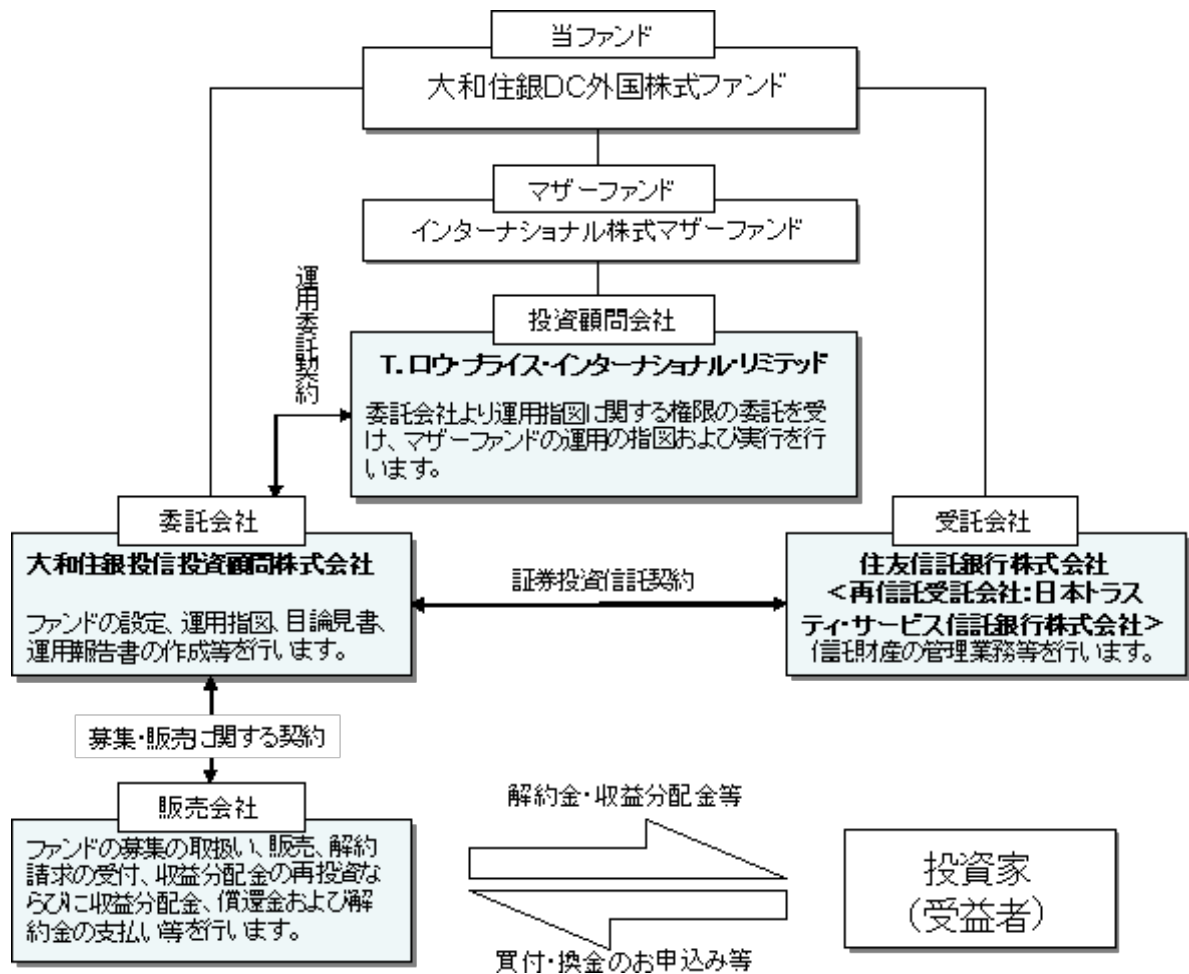 当ファンド
大和住銀DC外国株式ファンド
マザーファンド
インターナショナル株式マザーファンド
運用委託契約
投資顧問会社
T.ロウ・プライス・インターナショナル・リミテッド
委託会社より運用指図に関する権限の委託を受
け、マザーファンドの運用の指図および実行を行
います。
委託会社
大和住銀投信投資顧問株式会社
ファンドの設定、運用指図、目論見書、
運用報告書の作成等を行います。
証券投資信託契約
受託会社
住友信託銀行株式会社
<再信託受託会社:日本トラス
ティ・サービス信託銀行株式会社>
信託財産の管理業務等を行います。
募集・販売に関する契約
販売会社
ファンドの募集の取扱い、販売、解約
請求の受付、収益分配金の再投資な
らびに収益分配金、償還金および解
約金の支払い等を行います。
解約金・収益分配金等
買付・換金のお申込み等
投資家
(受益者)